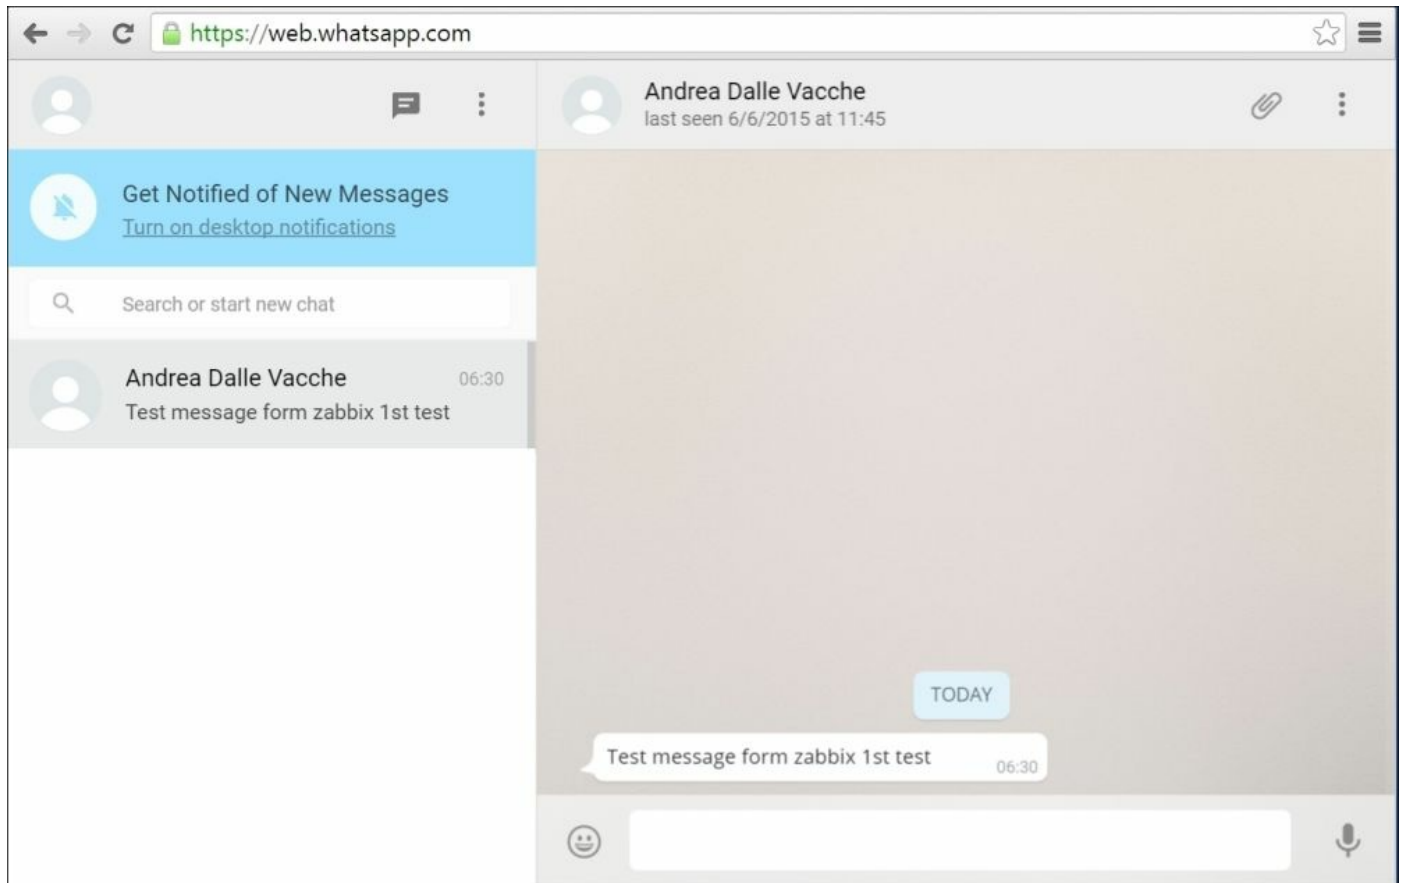 https://web.whatsapp.com
Andrea Dalle Vacche
last seen 6/6/2015 at 11:45
Get Notified of New Messages
Turn on desktop notifications
Search or start new chat
Andrea Dalle Vacche 06:30
Test message form zabbix 1st test
TODAY
Test message form zabbix 1st test 06:30